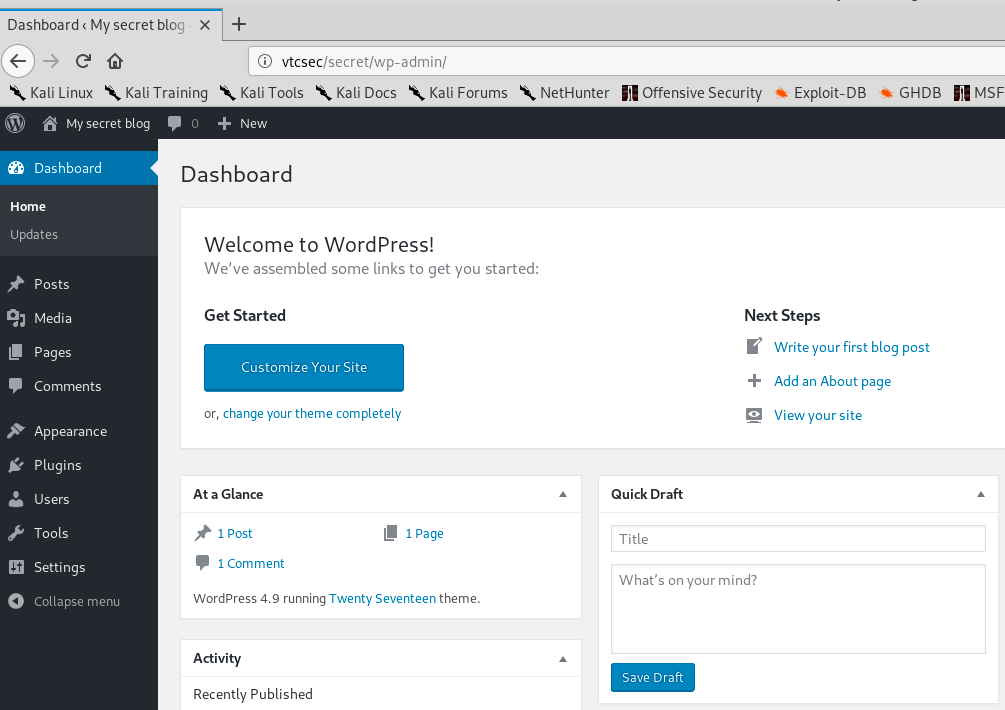 Dashboard ‹ My secret blog -
vtcsec/secret/wp-admin/
Kali Linux Kali Training Kali Tools Kali Docs Kali Forums NetHunter Offensive Security Exploit-DB GHDB MSF
My secret blog 0 New
Dashboard
Home
Updates
Posts
Media
Pages
Comments
Appearance
Plugins
Users
Tools
Settings
Collapse menu
Dashboard
Welcome to WordPress!
We’ve assembled some links to get you started:
Get Started
Customize Your Site
or, change your theme completely
Next Steps
Write your first blog post
Add an About page
View your site
At a Glance
1 Post 1 Page
1 Comment
WordPress 4.9 running Twenty Seventeen theme.
Activity
Recently Published
Quick Draft
Title
What’s on your mind?
Save Draft